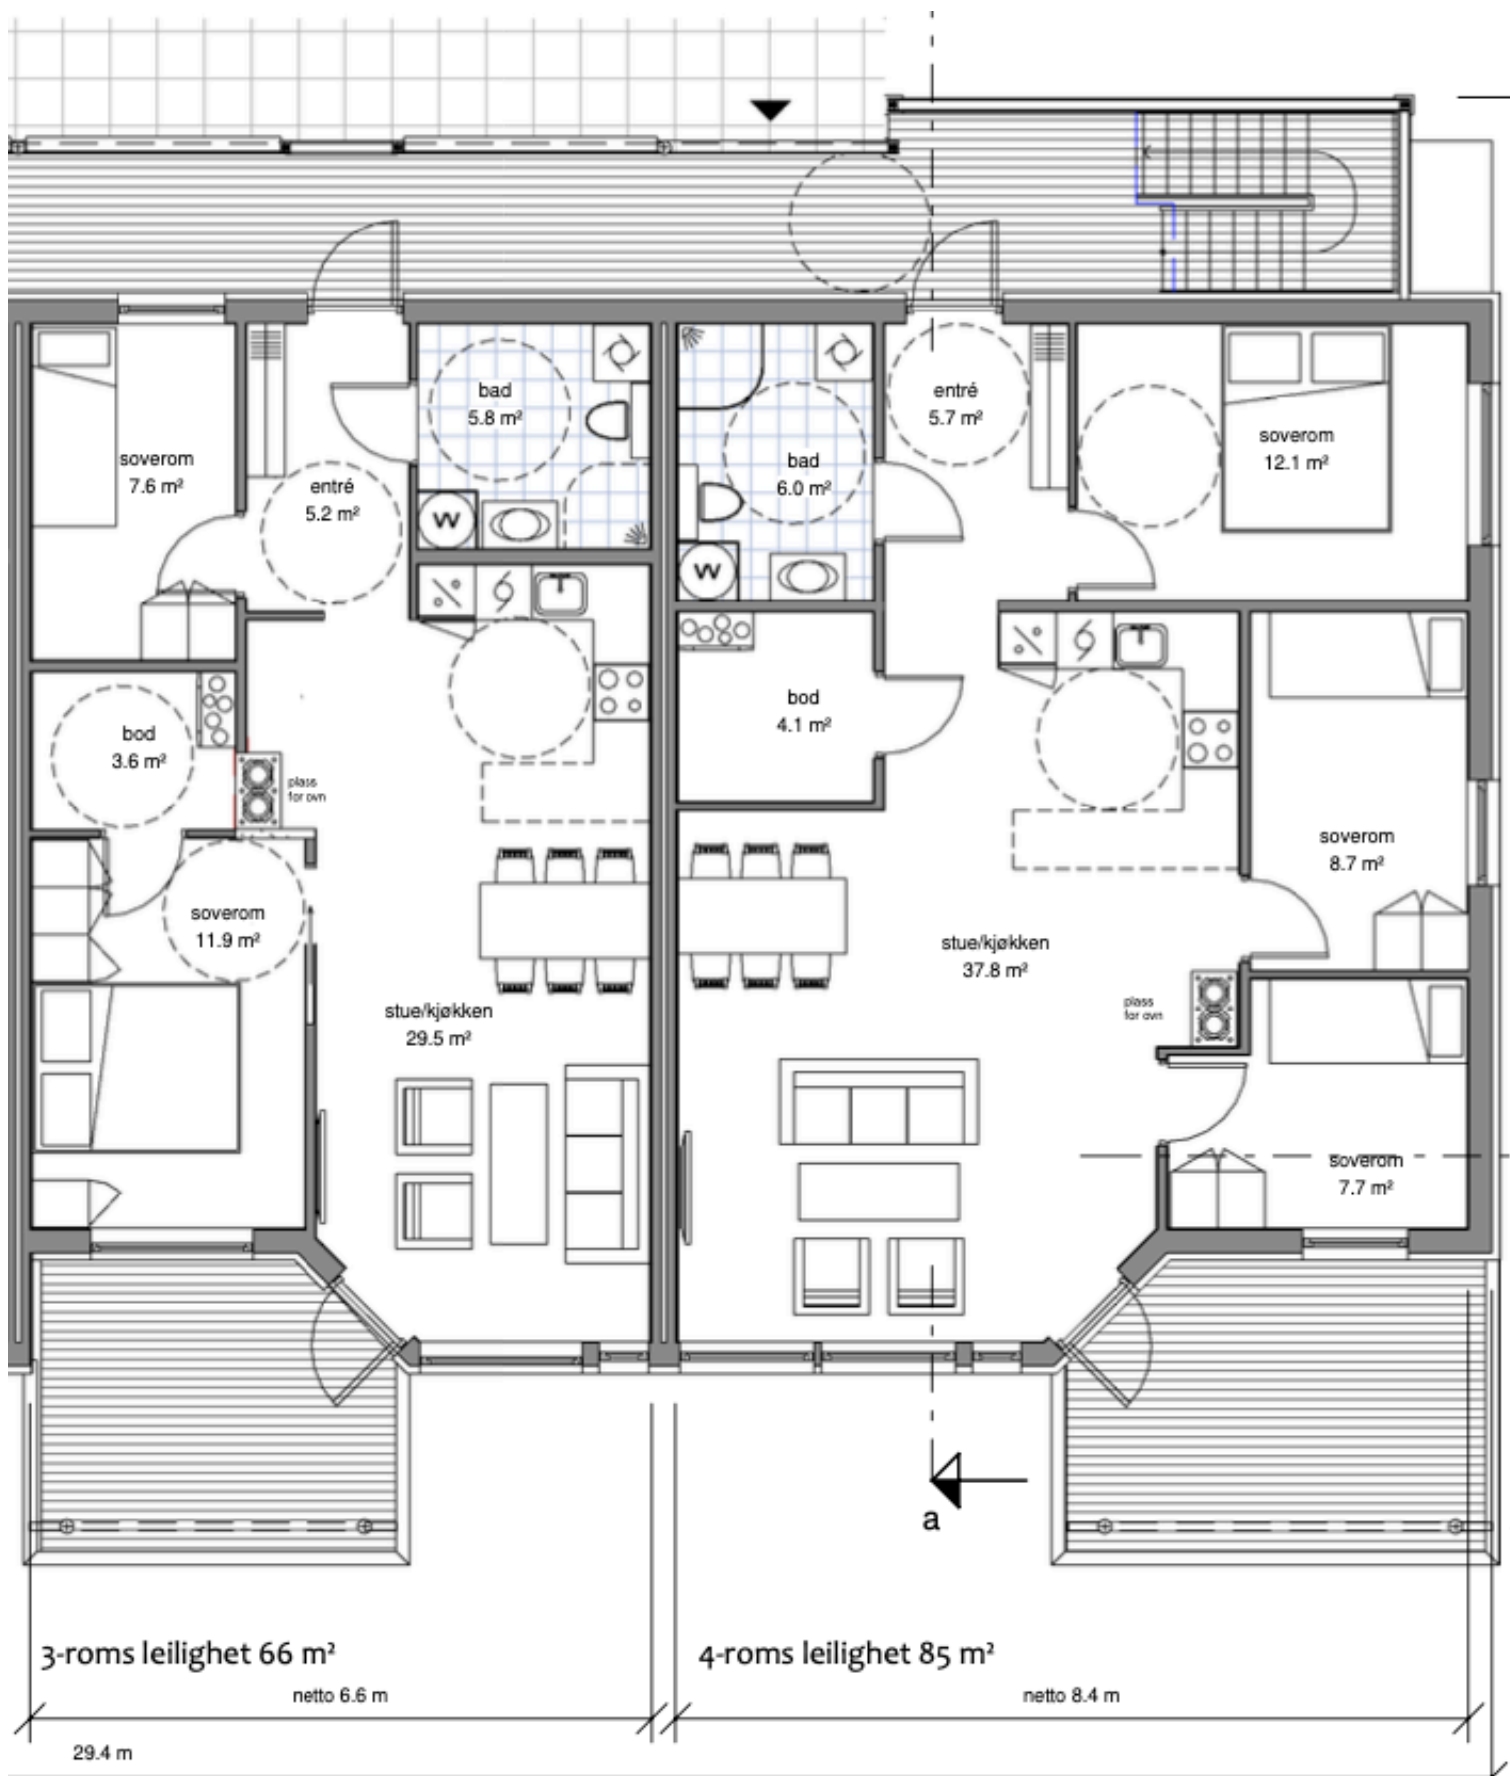 bad
5.8 m²
entré
5.7 m²
soverom
12.1 m²
soverom
7.6 m²
entré
5.2 m²
bad
6.0 m²
W
W
bod
3.6 m²
plass
for ovn
bod
4.1 m²
soverom
8.7 m²
soverom
11.9 m²
stue/kjøkken
37.8 m²
stue/kjøkken
29.5 m²
plass
for ovn
soverom
7.7 m²
a
3-roms leilighet 66 m²
4-roms leilighet 85 m²
netto 6.6 m
netto 8.4 m
29.4 m